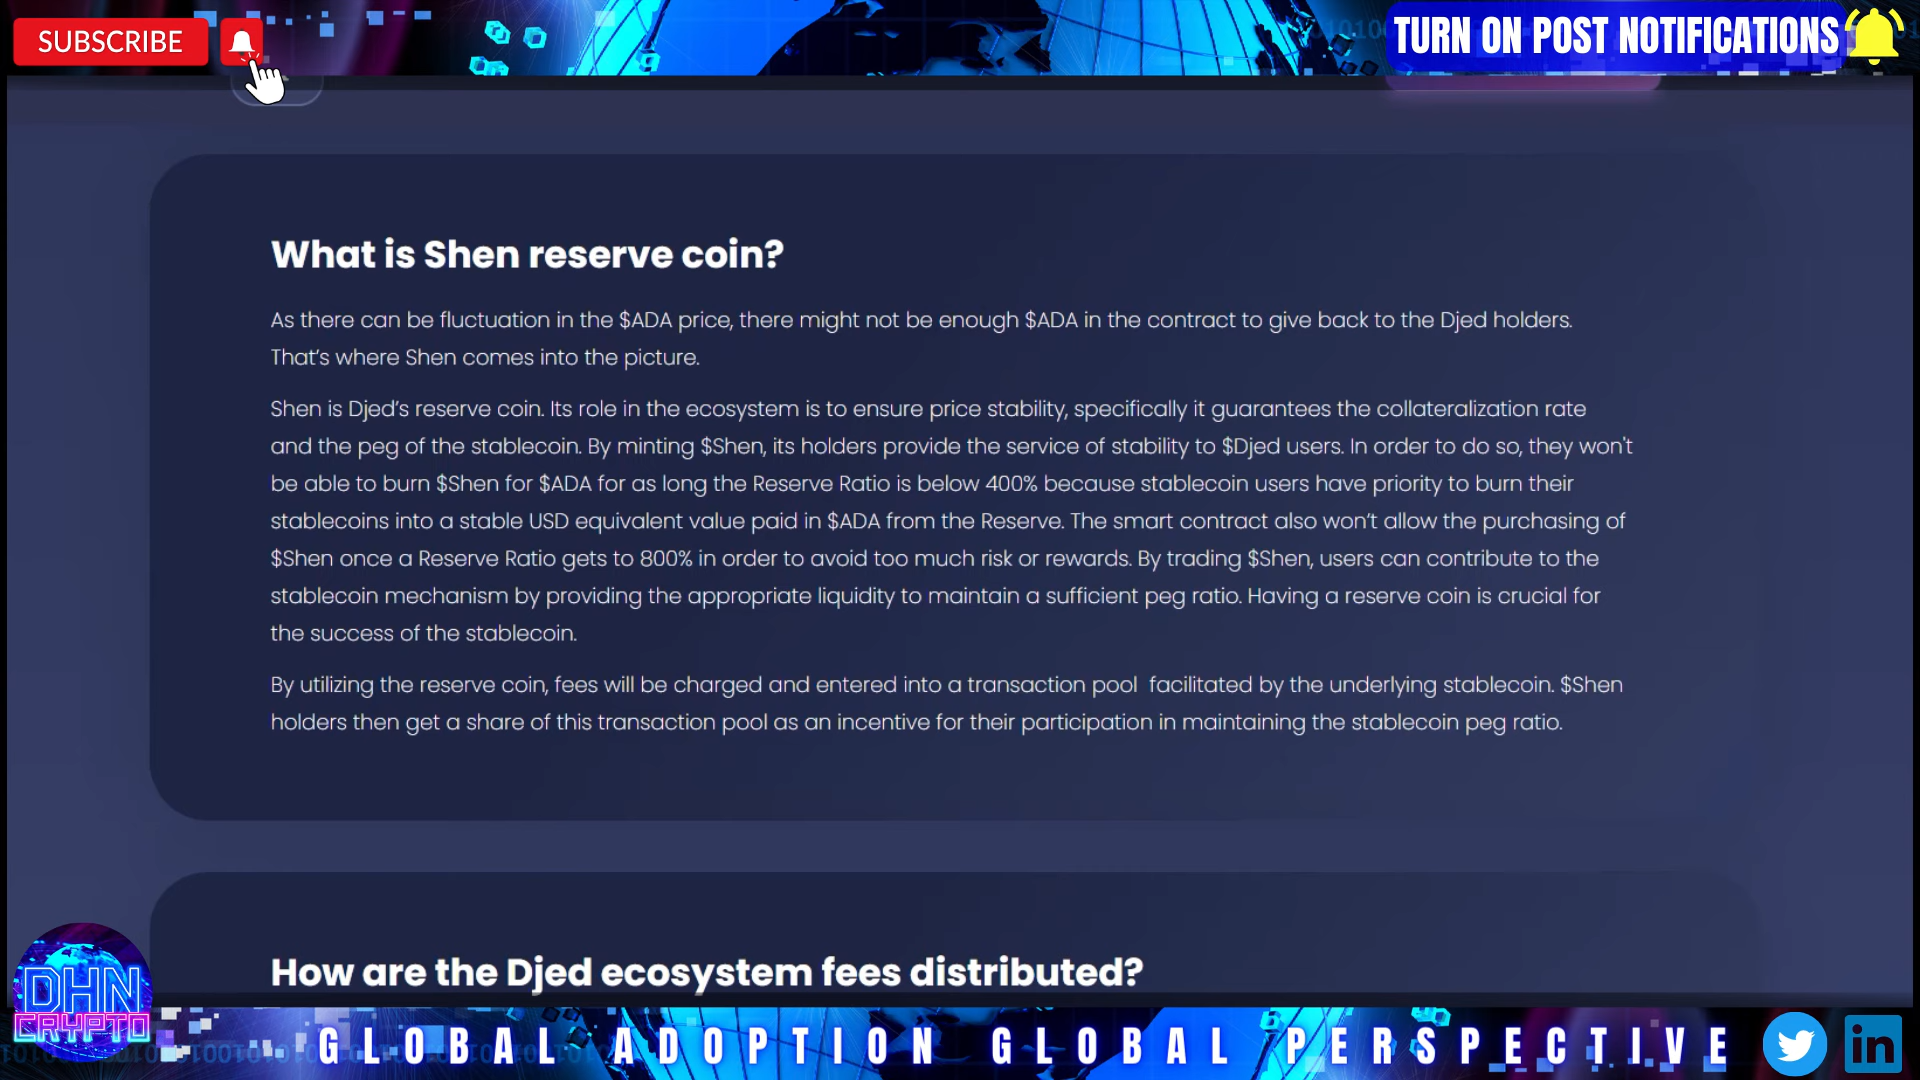 SUBSCRIBE
TURN ON POST NOTIFICATIONS
What is Shen reserve coin?
As there can be fluctuation in the $ADA price, there might not be enough $ADA in the contract to give back to the Djed holders.
That's where Shen comes into the picture.
Shen is Djed's reserve coin. Its role in the ecosystem is to ensure price stability, specifically it guarantees the collateralization rate
and the peg of the stablecoin. By minting $Shen, its holders provide the service of stability to $Djed users. In order to do so, they won't
be able to burn $Shen for $ADA for as long the Reserve Ratio is below 400% because stablecoin users have priority to burn their
stablecoins into a stable USD equivalent value paid in $ADA from the Reserve. The smart contract also won't allow the purchasing of
$Shen once a Reserve Ratio gets to 800% in order to avoid too much risk or rewards. By trading $Shen, users can contribute to the
stablecoin mechanism by providing the appropriate liquidity to maintain a sufficient peg ratio. Having a reserve coin is crucial for
the success of the stablecoin.
By utilizing the reserve coin, fees will be charged and entered into a transaction pool facilitated by the underlying stablecoin. $Shen
holders then get a share of this transaction pool as an incentive for their participation in maintaining the stablecoin peg ratio.
How are the Djed ecosystem fees distributed?
DHN
CRYPTO
GLOBAL ADOPTION GLOBAL PERSPECTIVE
in